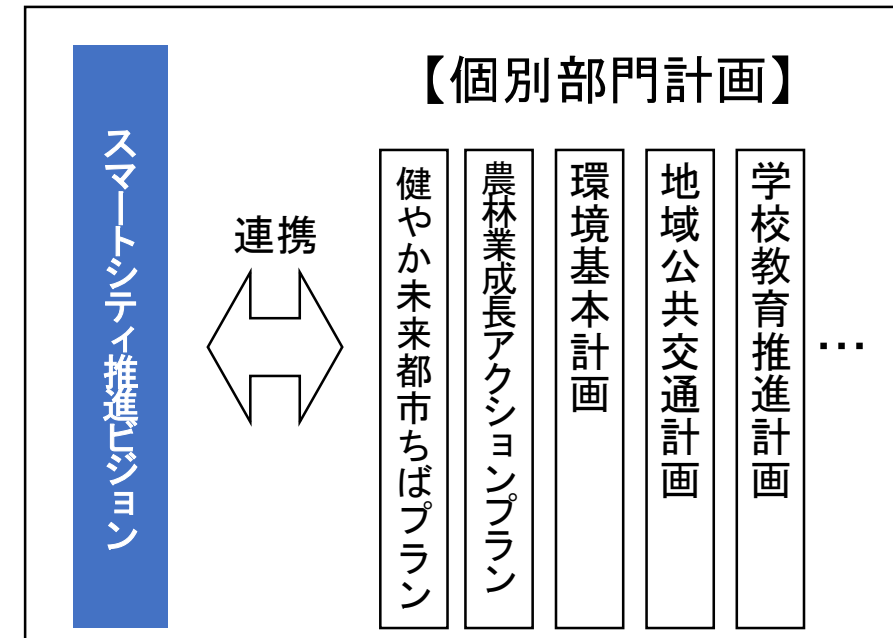 【個別部門計画】
スマートシティ推進ビジョン
連携
健やか未来都市ちばプラン
農林業成長アクションプラン
環境基本計画
地域公共交通計画
学校教育推進計画
…